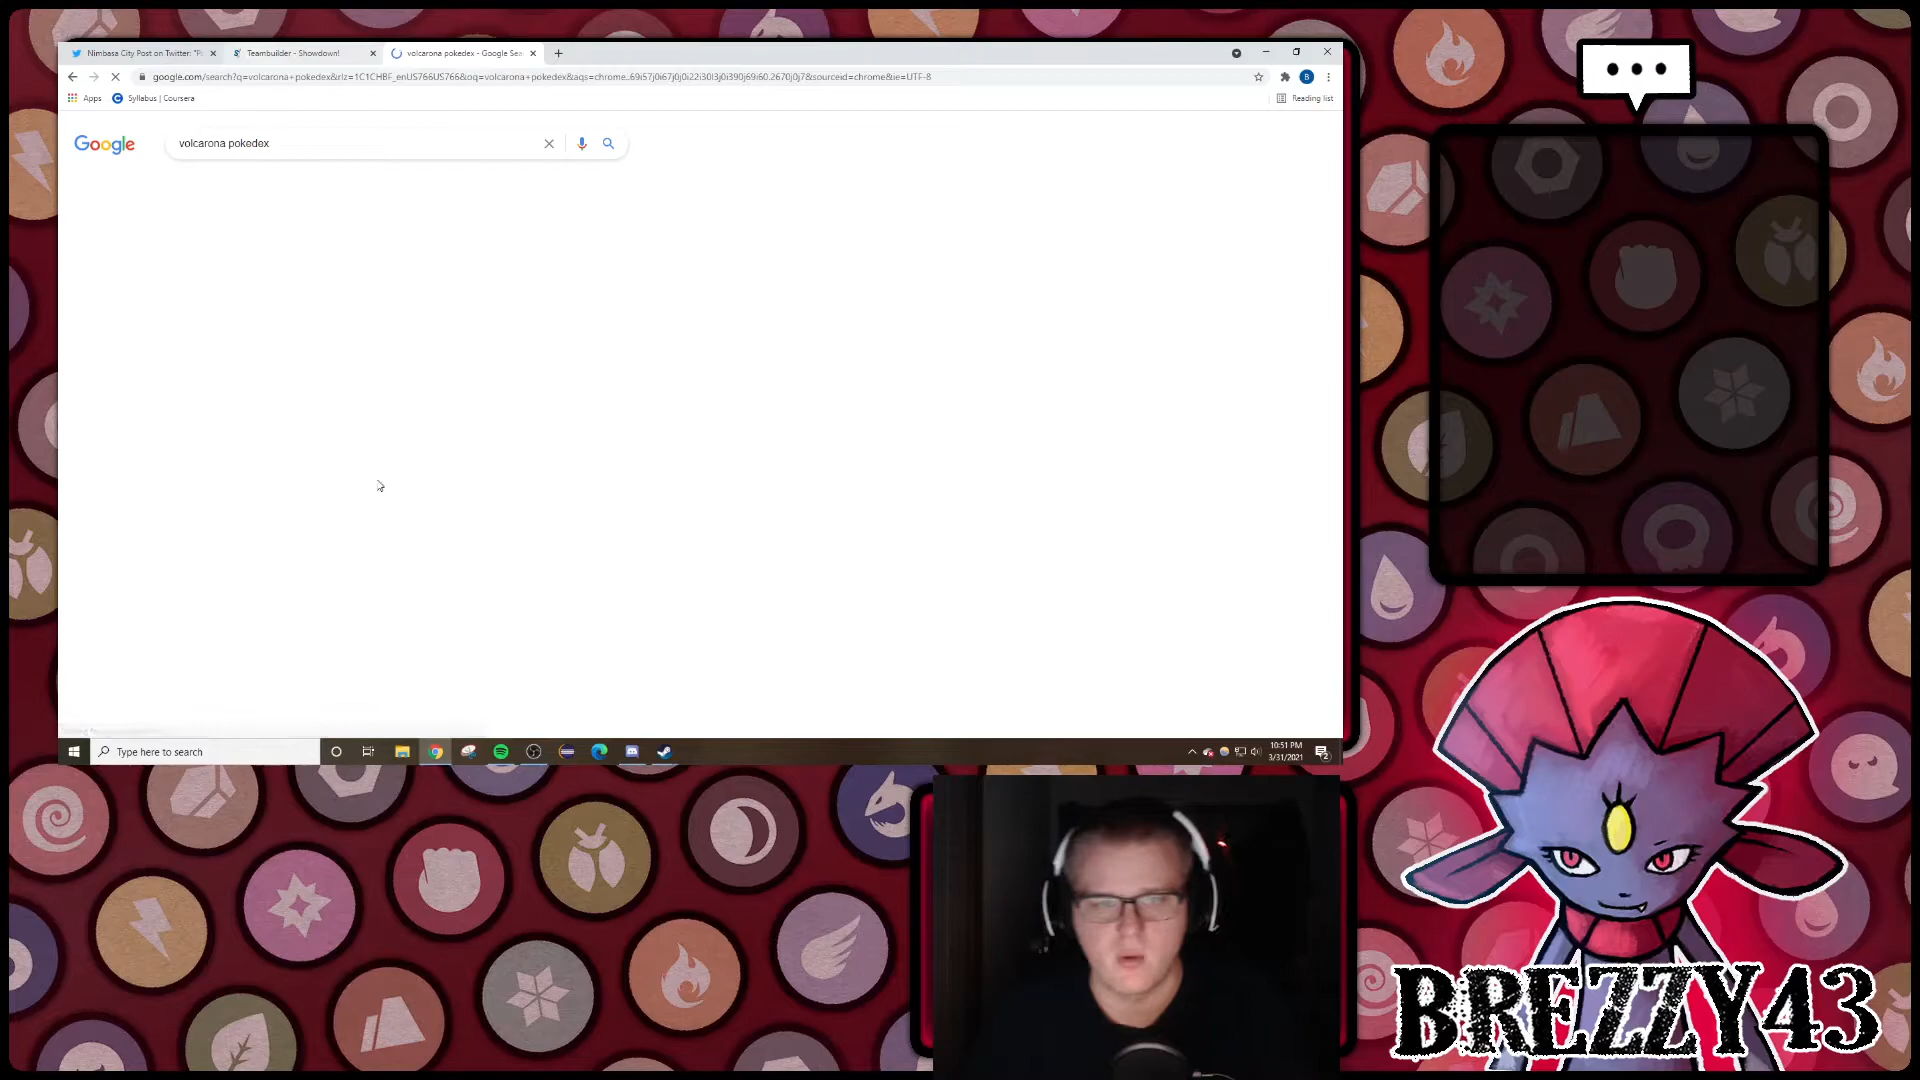 Nimbasa City Post on Twitter: "P
Teambuilder - Showdown!
volcarona pokedex - Google Sea
google.com/search?q=volcarona+pokedex&rlz=1C1CHBF_enUS766US766&oq=volcarona+pokedex&aqs=chrome..69i57j0i67j0j0i22i30l3j0i390j69i60.2670j0j7&sourceid=chrome&ie=UTF-8
B
Apps
Syllabus | Coursera
Reading list
Google
volcarona pokedex
Type here to search
10:51 PM
3/31/2021
2
BREZZY43